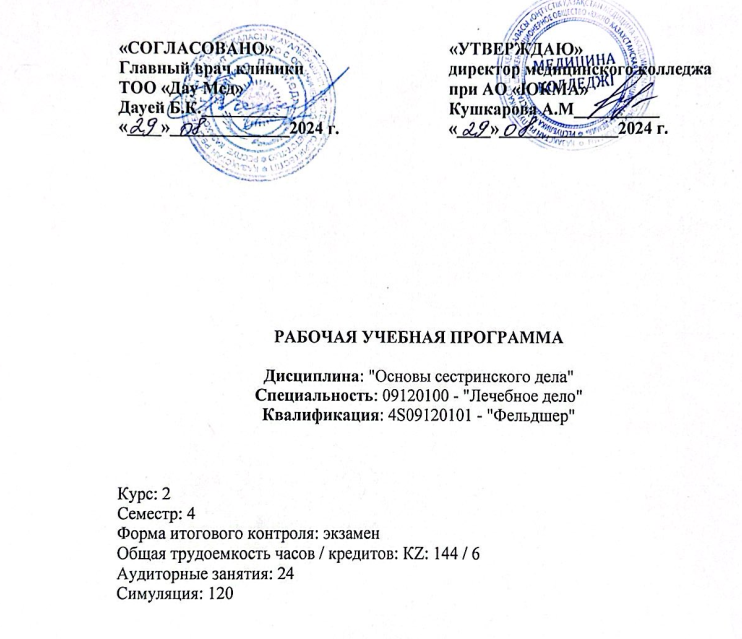 «СОГЛАСОВАНО»
Главный врач клиники
ТОО «Дау Мед»
Дауей Б.К.
«29» 08 2024 г.
«УТВЕРЖДАЮ»
директор медицинского колледжа
при АО «ЮКМА»
Кушкарова А.М
«29» 08 2024 г.
МЕДИЦИНА
КОЛЛЕДЖІ
РАБОЧАЯ УЧЕБНАЯ ПРОГРАММА
Дисциплина: "Основы сестринского дела"
Специальность: 09120100 - "Лечебное дело"
Квалификация: 4S09120101 - "Фельдшер"
Курс: 2
Семестр: 4
Форма итогового контроля: экзамен
Общая трудоемкость часов / кредитов: KZ: 144 / 6
Аудиторные занятия: 24
Симуляция: 120